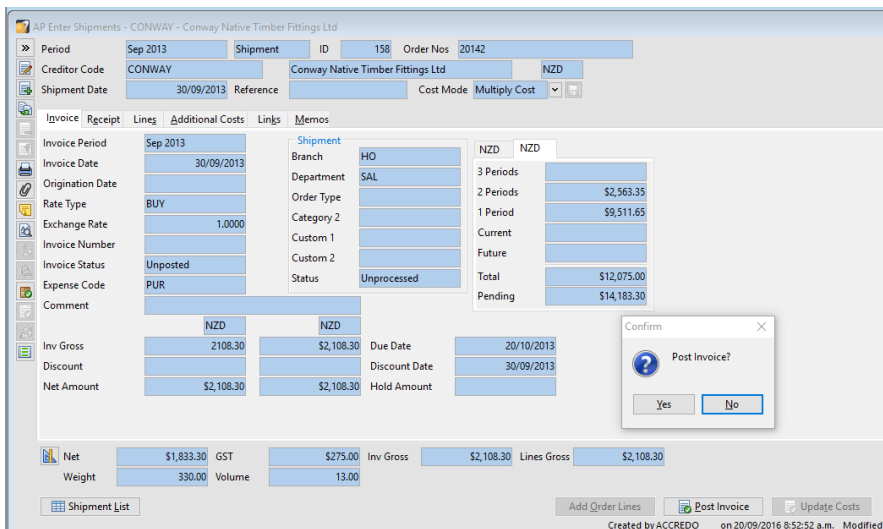 AP Enter Shipments - CONWAY - Conway Native Timber Fittings Ltd
Period Sep 2013 Shipment ID 158 Order Nos 20142
Creditor Code CONWAY Conway Native Timber Fittings Ltd NZD
Shipment Date 30/09/2013 Reference Cost Mode Multiply Cost
Invoice Receipt Lines Additional Costs Links Memos
Invoice Period Sep 2013
Invoice Date 30/09/2013
Origination Date
Rate Type BUY
Exchange Rate 1.0000
Invoice Number
Invoice Status Unposted
Expense Code PUR
Comment
Shipment
Branch HO
Department SAL
Order Type
Category 2
Custom 1
Custom 2
Status Unprocessed
NZD NZD
3 Periods
2 Periods $2,563.35
1 Period $9,511.65
Current
Future
Total $12,075.00
Pending $14,183.30
NZD NZD
Inv Gross 2108.30 $2,108.30 Due Date 20/10/2013
Discount Discount Date 30/09/2013
Net Amount $2,108.30 $2,108.30 Hold Amount
Confirm
Post Invoice?
Yes No
Net $1,833.30 GST $275.00 Inv Gross $2,108.30 Lines Gross $2,108.30
Weight 330.00 Volume 13.00
Shipment List Add Order Lines Post Invoice Update Costs
Created by ACCREDO on 20/09/2016 8:52:52 a.m. Modified